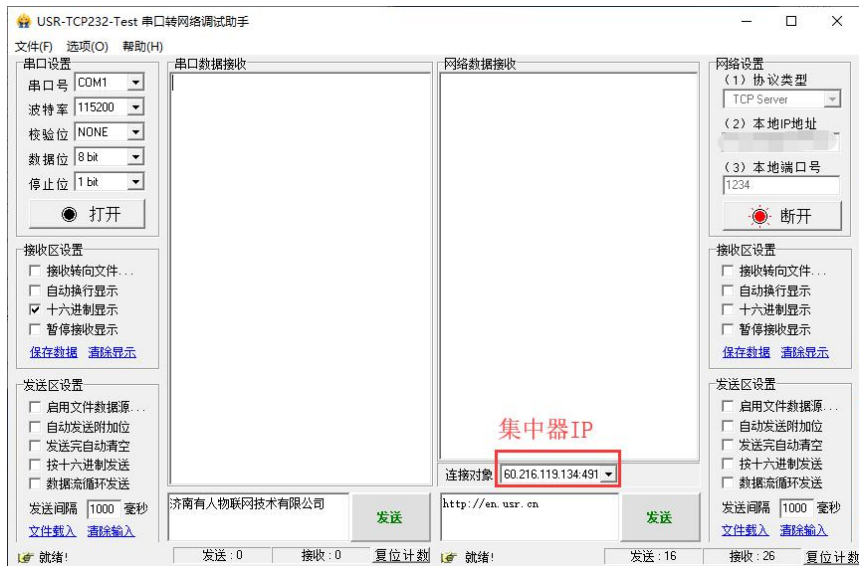 USR-TCP232-Test 串口转网络调试助手
文件(F) 选项(O) 帮助(H)
串口设置
串口号 COM1
波特率 115200
校验位 NONE
数据位 8 bit
停止位 1 bit
打开
接收区设置
接收转向文件...
自动换行显示
十六进制显示
暂停接收显示
保存数据 清除显示
发送区设置
启用文件数据源...
自动发送附加位
发送完自动清空
按十六进制发送
数据流循环发送
发送间隔 1000 毫秒
文件载入 清除输入
就绪!
串口数据接收
济南有人物联网技术有限公司
发送
发送 : 0 接收 : 0 复位计数
网络数据接收
集中器IP
连接对象 60.216.119.134:491
http://en.usr.cn
发送
就绪!
发送 : 16 接收 : 26 复位计数
网络设置
(1) 协议类型
TCP Server
(2) 本地IP地址
(3) 本地端口号
1234
断开
接收区设置
接收转向文件...
自动换行显示
十六进制显示
暂停接收显示
保存数据 清除显示
发送区设置
启用文件数据源...
自动发送附加位
发送完自动清空
按十六进制发送
数据流循环发送
发送间隔 1000 毫秒
文件载入 清除输入